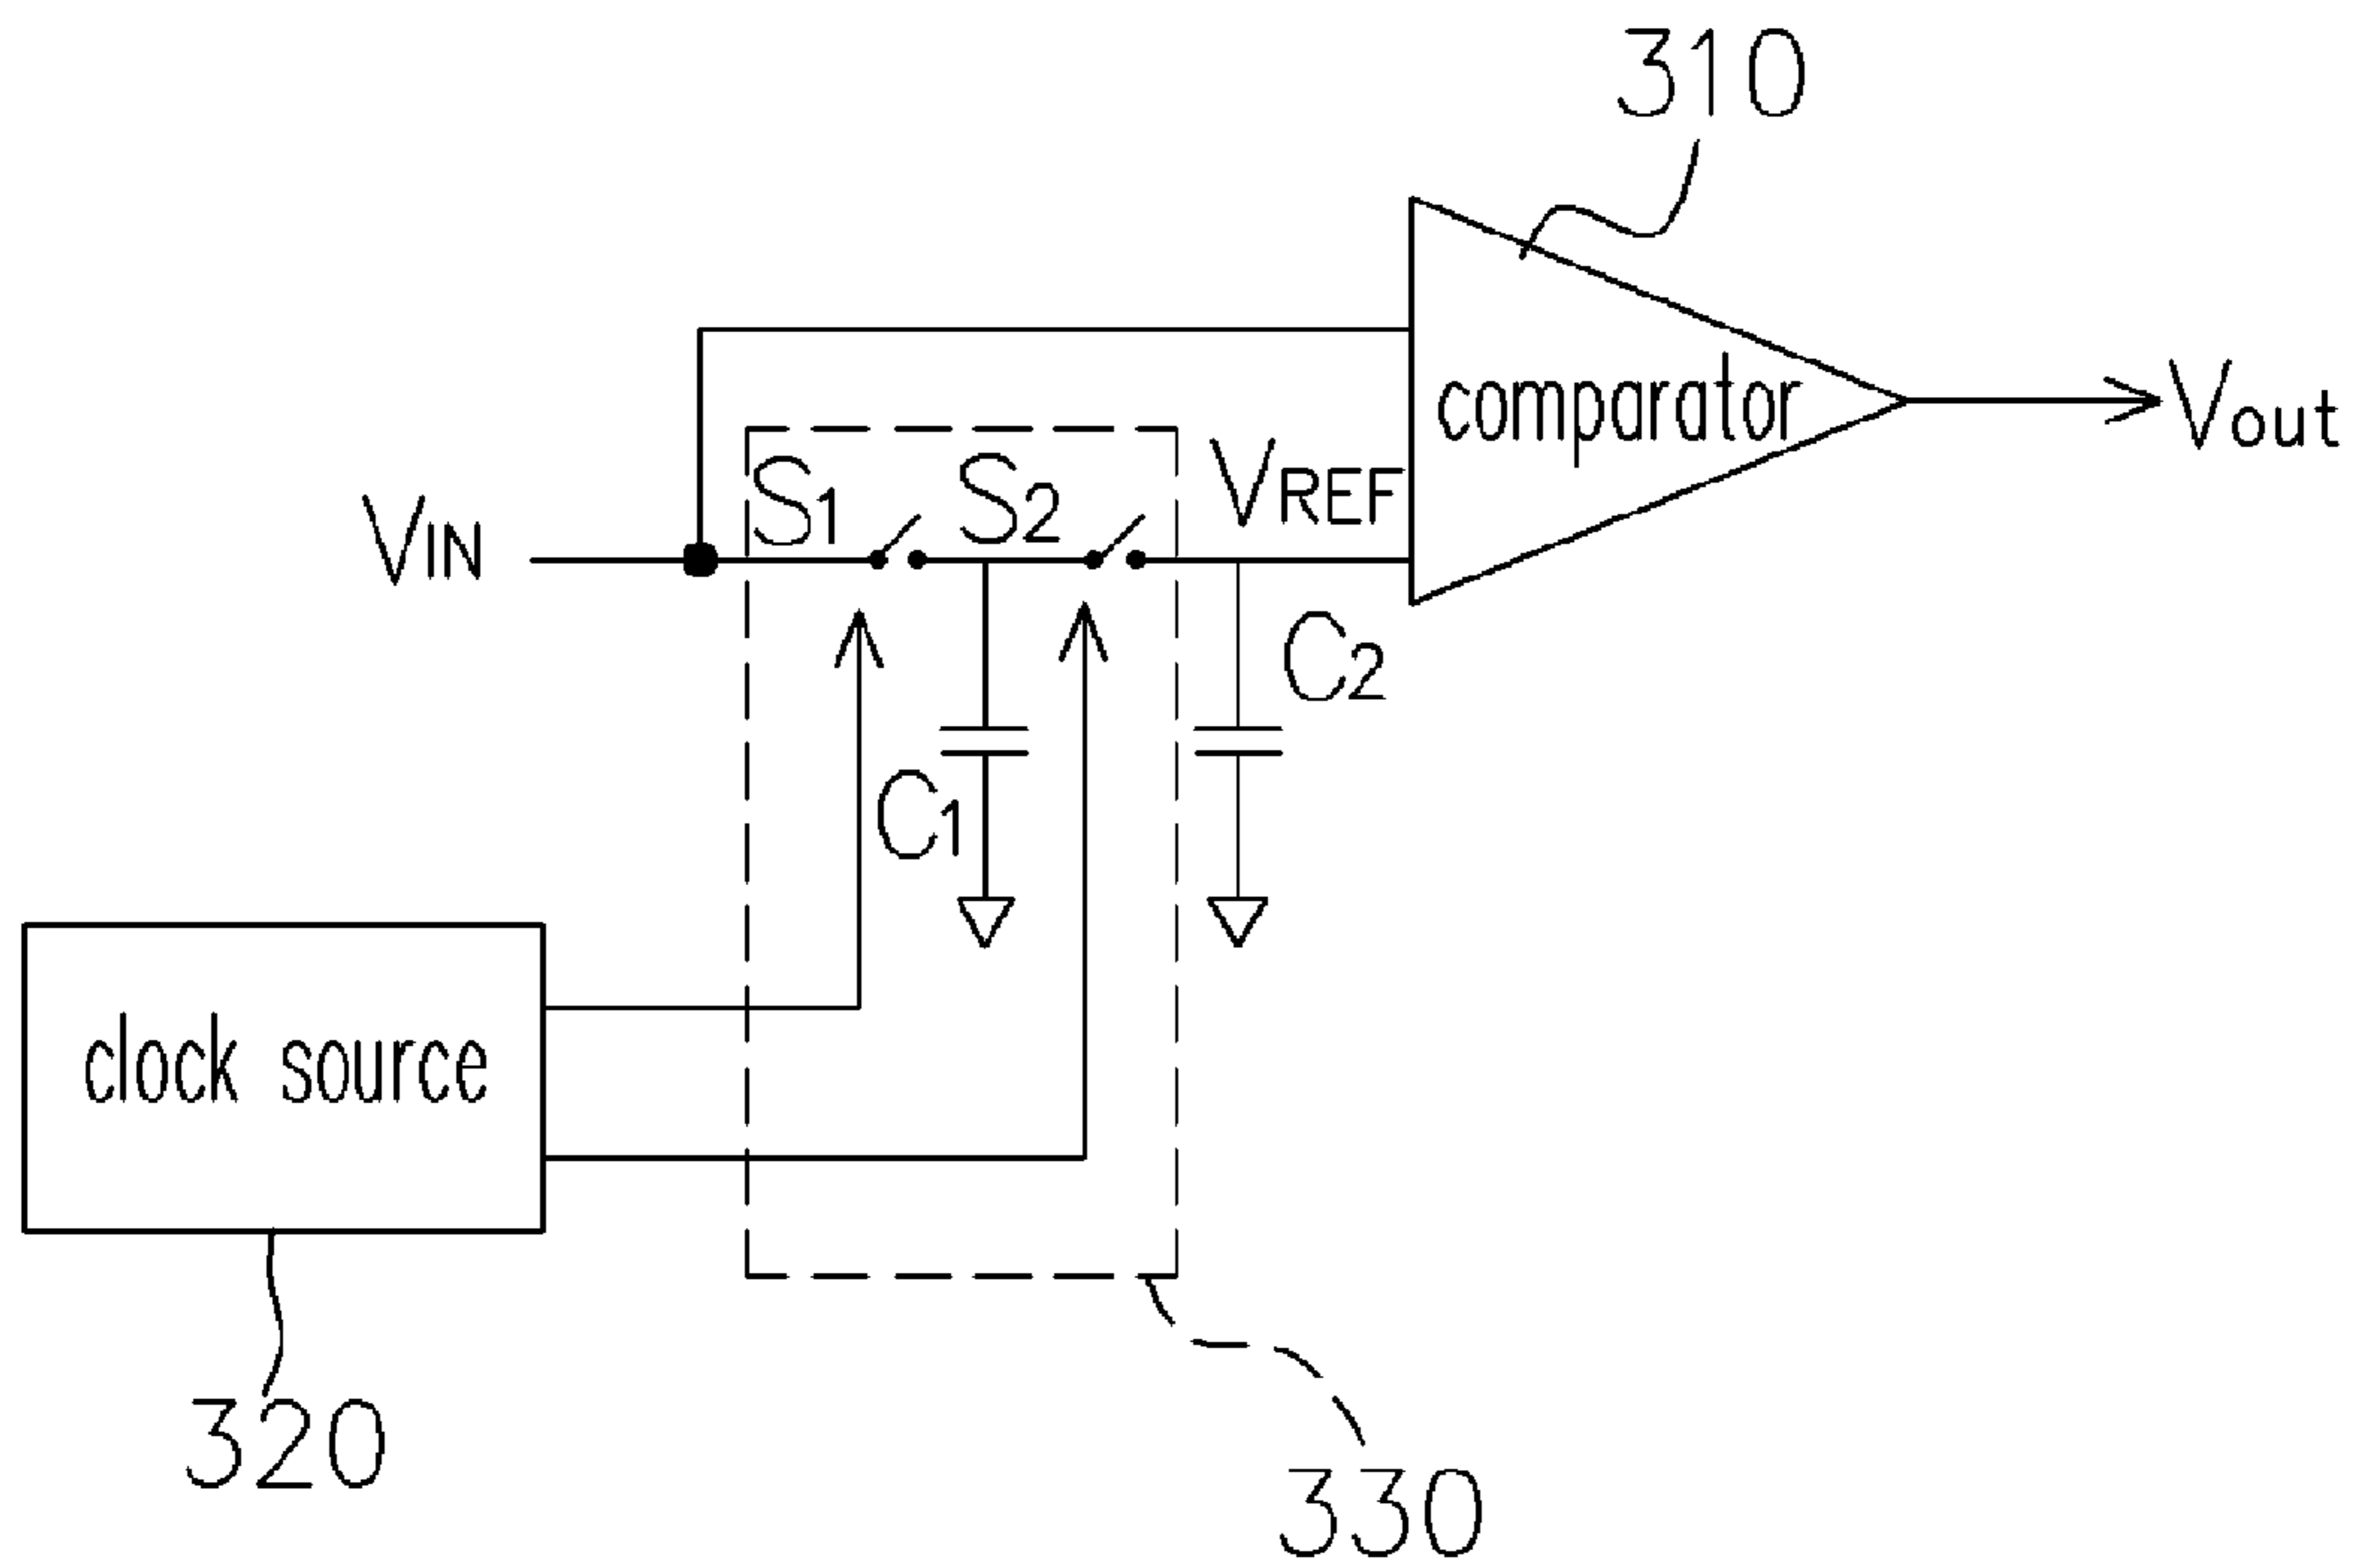 310
comparator
Vout
S1
S2
VREF
VIN
C2
C1
clock source
320
330